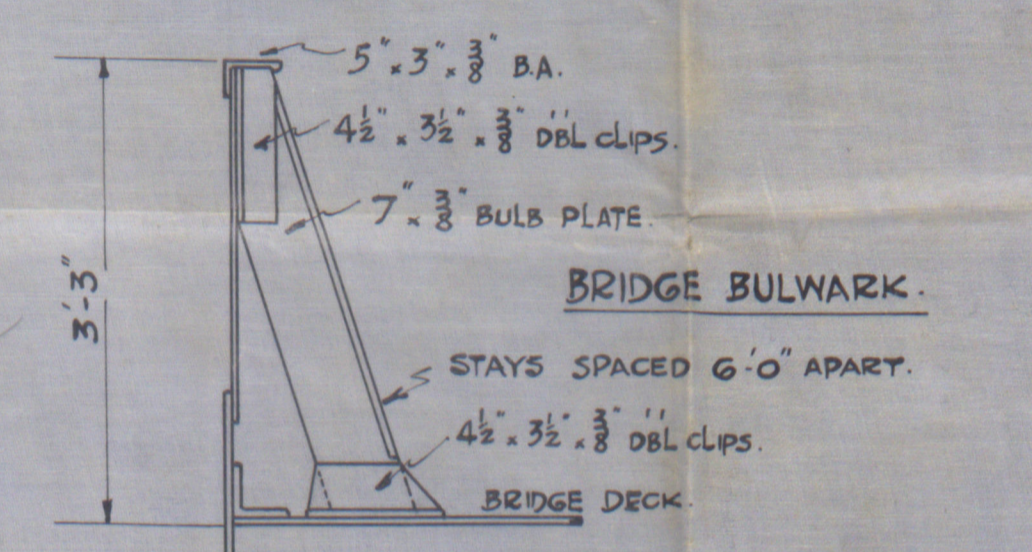 5" x 3" x 3/8" B.A.
4 1/2" x 3 1/2" x 3/8" DBL CLIPS.
7" x 3/8" BULB PLATE.
3'-3"
BRIDGE BULWARK.
STAYS SPACED 6'-0" APART.
4 1/2" x 3 1/2" x 3/8" DBL CLIPS.
BRIDGE DECK.